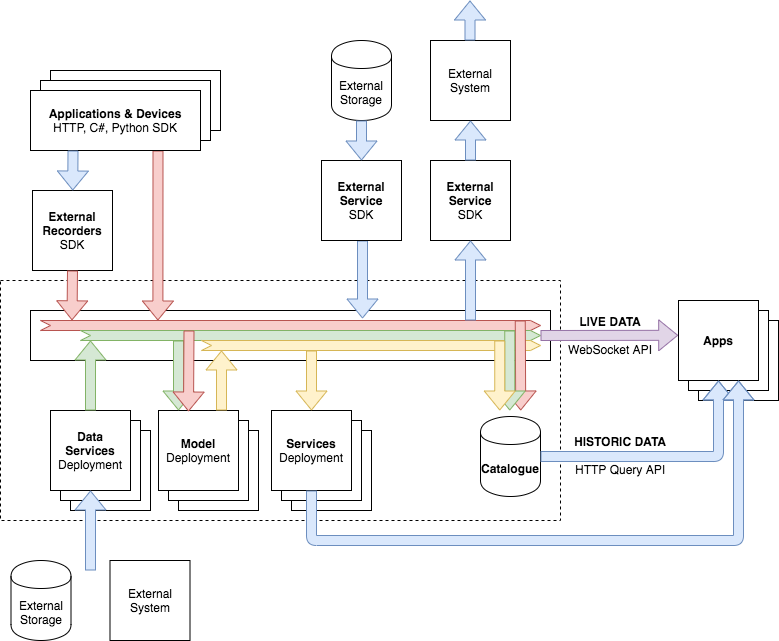 External
Storage
External
System
Applications & Devices
HTTP, C#, Python SDK
External
Recorders
SDK
External
Service
SDK
External
Service
SDK
LIVE DATA
WebSocket API
Apps
Data
Services
Deployment
Model
Deployment
Services
Deployment
Catalogue
HISTORIC DATA
HTTP Query API
External
Storage
External
System